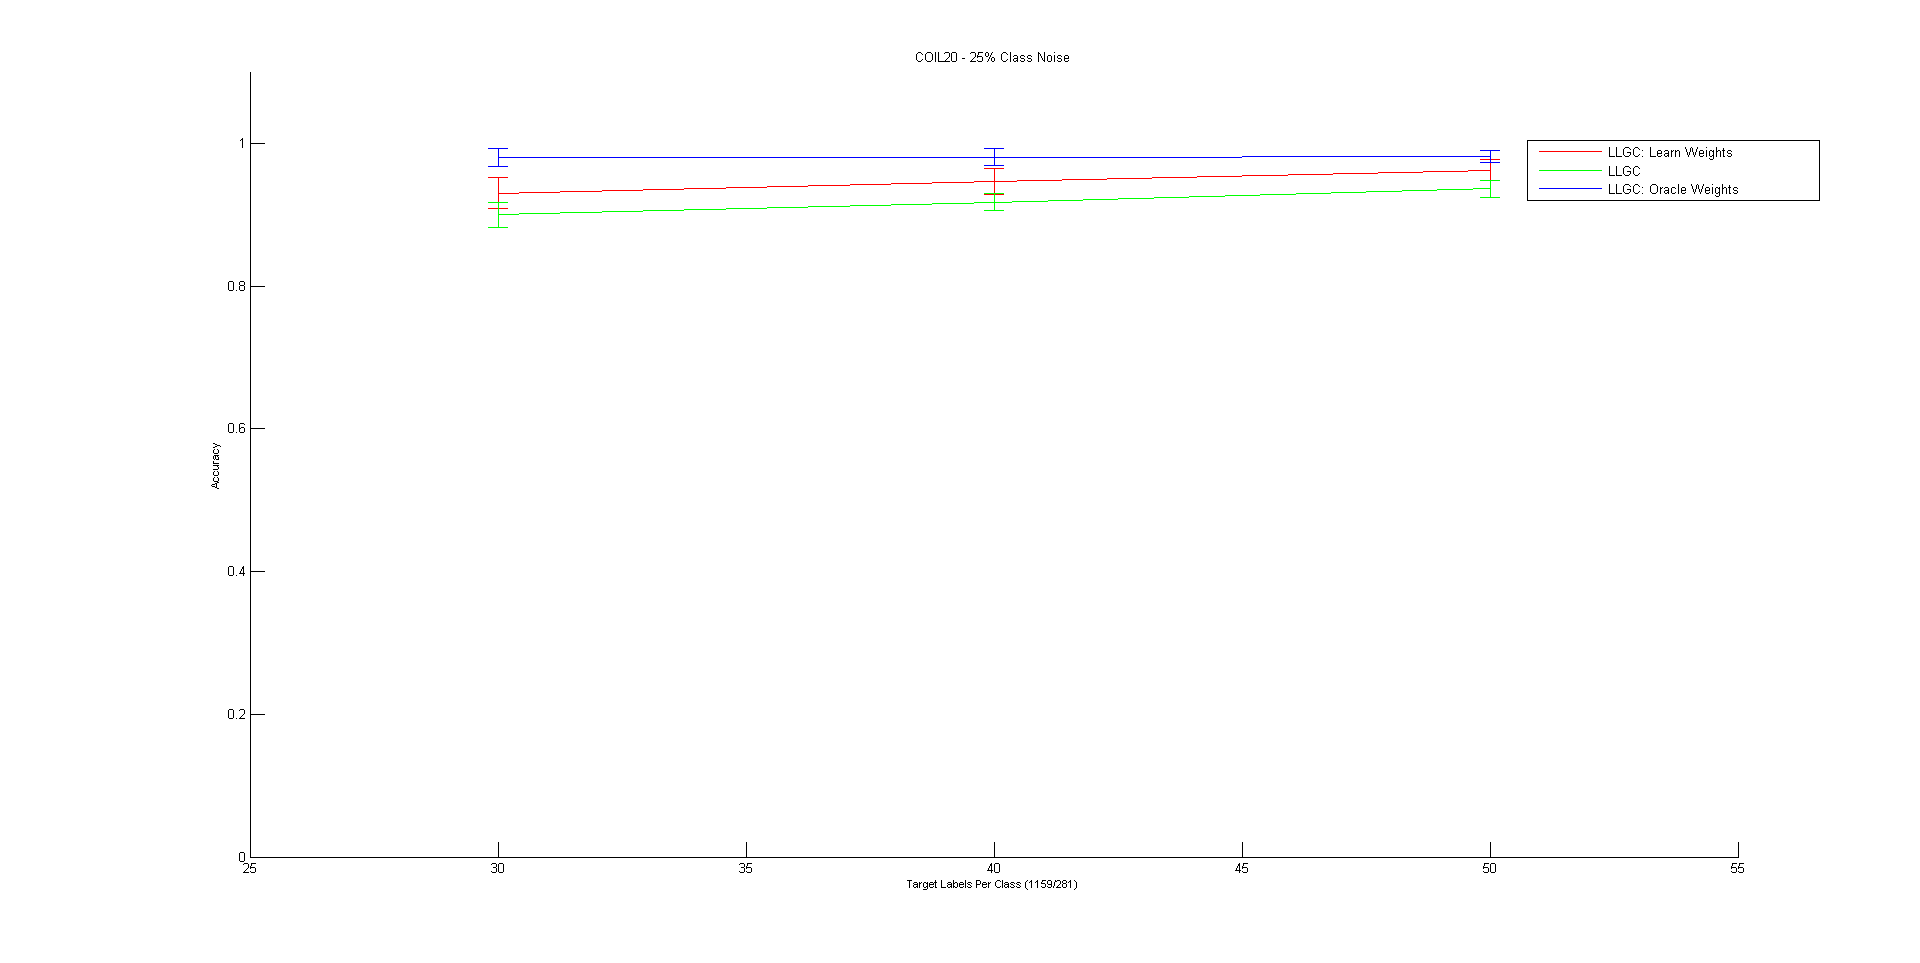 COIL20 - 25% Class Noise
1
0.8
0.6
0.4
0.2
0
Accuracy
25 30 35 40 45 50 55
Target Labels Per Class (1159/281)
LLGC: Learn Weights
LLGC
LLGC: Oracle Weights